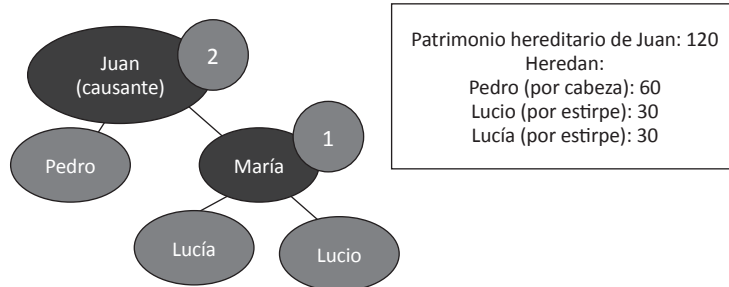 Juan
(causante)
2
Pedro
María
1
Lucía
Lucio
Patrimonio hereditario de Juan: 120
Heredan:
Pedro (por cabeza): 60
Lucio (por estirpe): 30
Lucía (por estirpe): 30